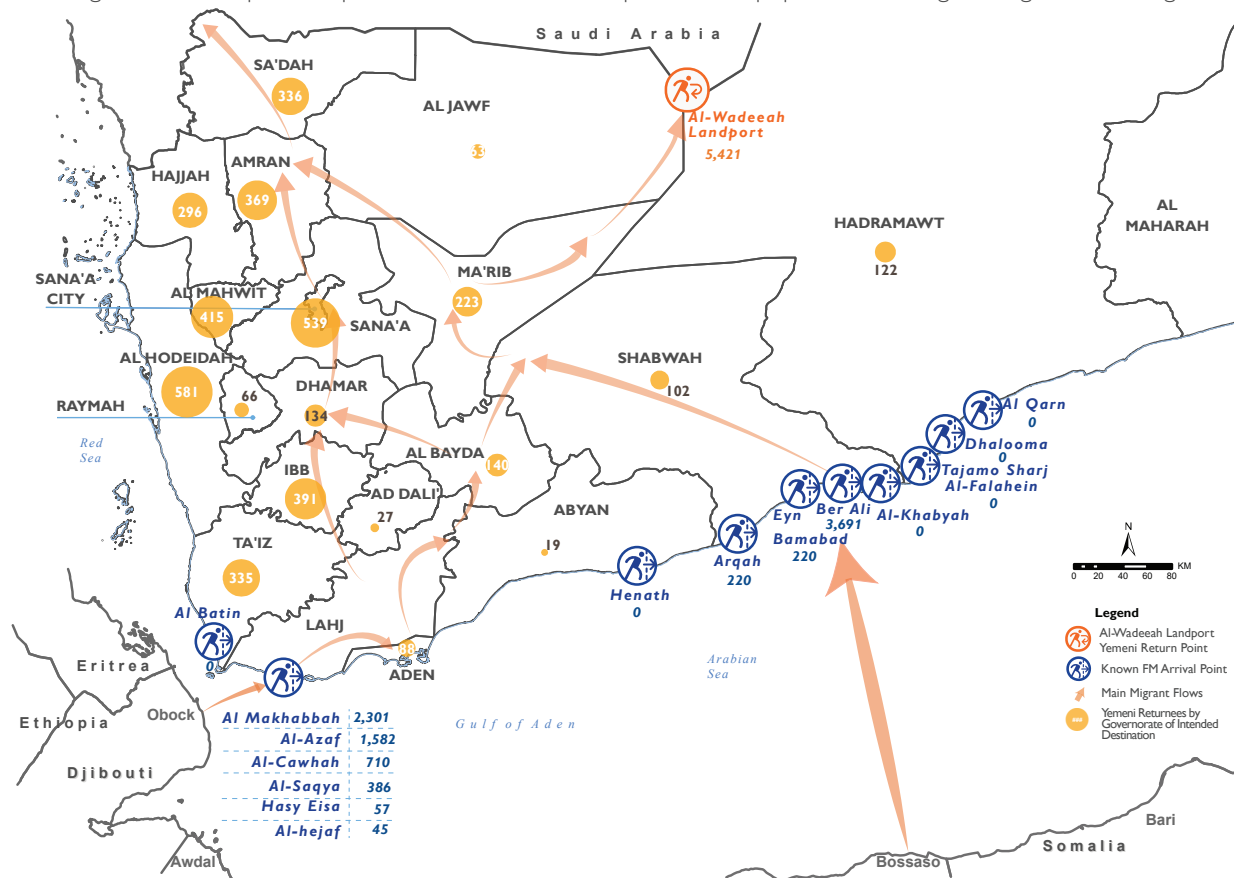 Saudi Arabia
SA'DAH
336
AL JAWF
Al-Wadeeah
Landport
5,421
AMRAN
HAJJAH
369
296
AL
MAHARAH
HADRAMAWT
122
MA'RIB
223
SANA'A
CITY
AL MAHWIT
415
539
SANA'A
SHABWAH
102
AL HODEIDAH
581
DHAMAR
66
134
RAYMAH
Red
Sea
AL BAYDA
140
IBB
391
AD DALI'
27
ABYAN
19
Al Qarn
0
Dhalooma
0
Tajamo Sharj
Al-Falahein
0
Al-Khabyah
0
Ber Ali
3,691
Eyn
Bamabad
220
Arqah
220
Henath
0
TA'IZ
335
Al Batin
0
LAHJ
88
ADEN
Arabian
Sea
Gulf of Aden
Eritrea
Ethiopia
Obock
Djibouti
Awdal
Al Makhabbah 2,301
Al-Azaf 1,582
Al-Cawhah 710
Al-Saqya 386
Hasy Eisa 57
Al-hejaf 45
Bossaso
Somalia
Bari
N
0 20 40 60 80 KM
Legend
Al-Wadeeah Landport
Yemeni Return Point
Known FM Arrival Point
Main Migrant Flows
Yemeni Returnees by
Governorate of Intended
Destination